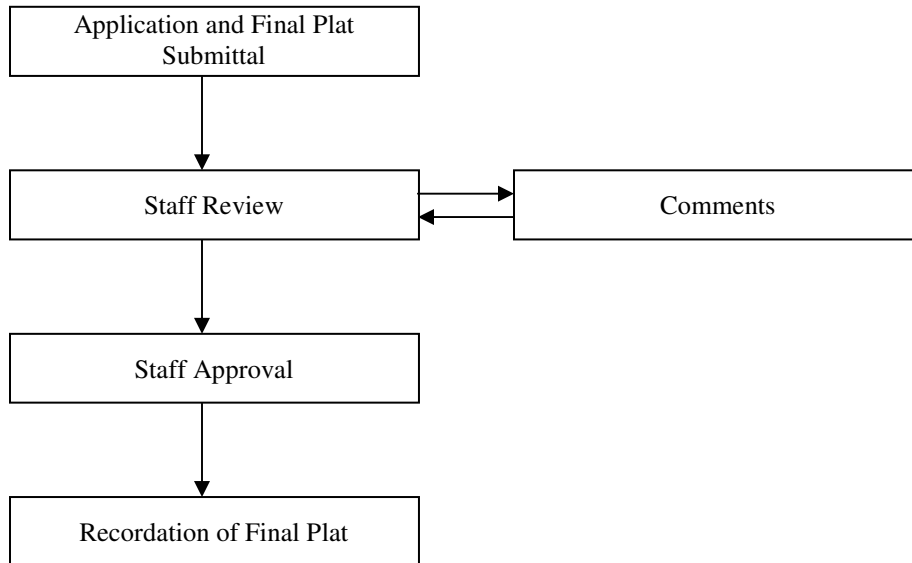 Application and Final Plat
Submittal
Staff Review
Comments
Staff Approval
Recordation of Final Plat